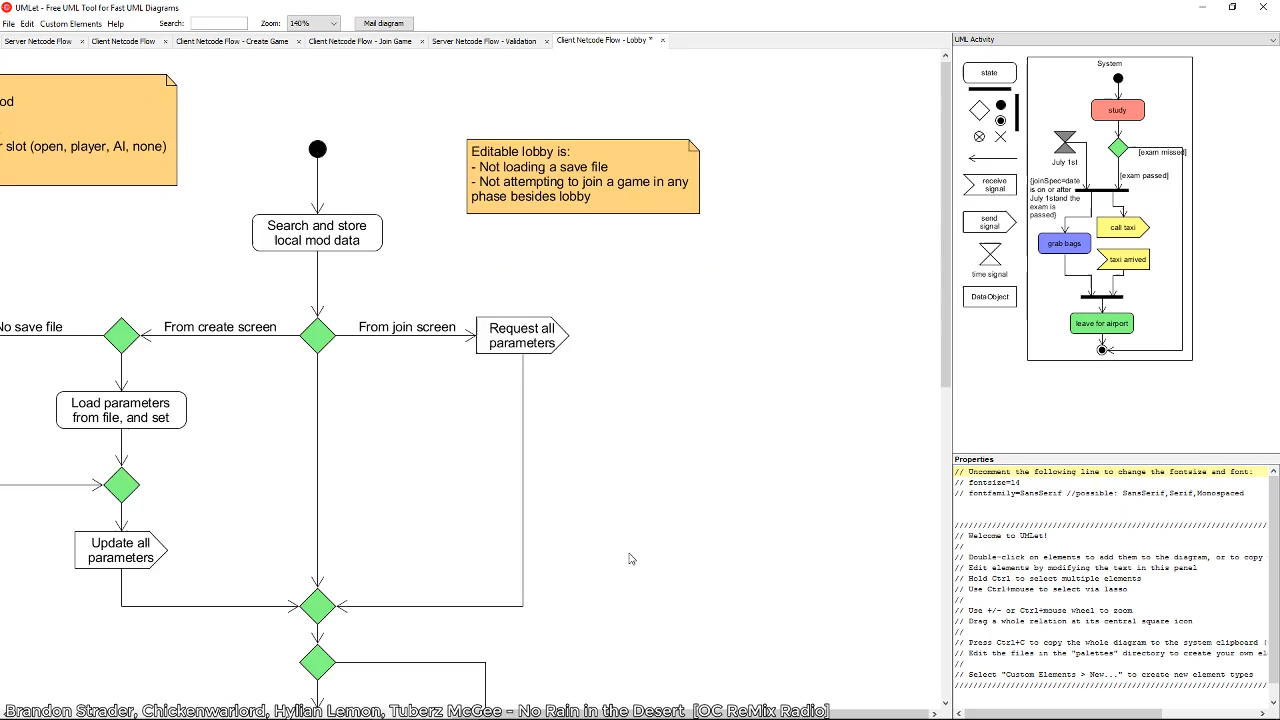 UMLet - Free UML Tool for Fast UML Diagrams
File Edit Custom Elements Help Search: Zoom: 140% Mail diagram
Server Netcode Flow × Client Netcode Flow × Client Netcode Flow - Create Game × Client Netcode Flow - Join Game × Server Netcode Flow - Validation × Client Netcode Flow - Lobby * ×
od
r slot (open, player, AI, none)
Editable lobby is:
- Not loading a save file
- Not attempting to join a game in any
phase besides lobby
Search and store
local mod data
No save file
From create screen
From join screen
Request all
parameters
Load parameters
from file, and set
Update all
parameters
UML Activity
state
receive
signal
send
signal
time signal
DataObject
System
study
July 1st
[exam missed]
[exam passed]
{joinSpec=date
is on or after
July 1stand the
exam is
passed}
call taxi
grab bags
taxi arrived
leave for airport
Properties
// Uncomment the following line to change the fontsize and font:
// fontsize=14
// fontfamily=SansSerif //possible: SansSerif,Serif,Monospaced
//////////////////////////////////////////////////////////////////
// Welcome to UMLet!
//
// Double-click on elements to add them to the diagram, or to copy
// Edit elements by modifying the text in this panel
// Hold Ctrl to select multiple elements
// Use Ctrl+mouse to select via lasso
//
// Use +/- or Ctrl+mouse wheel to zoom
// Drag a whole relation at its central square icon
//
// Press Ctrl+C to copy the whole diagram to the system clipboard (
// Edit the files in the "palettes" directory to create your own el
//
// Select "Custom Elements > New..." to create new element types
//////////////////////////////////////////////////////////////////
Brandon Strader, Chickenwarlord, Hylian Lemon, Tuberz McGee - No Rain in the Desert [OC ReMix Radio]